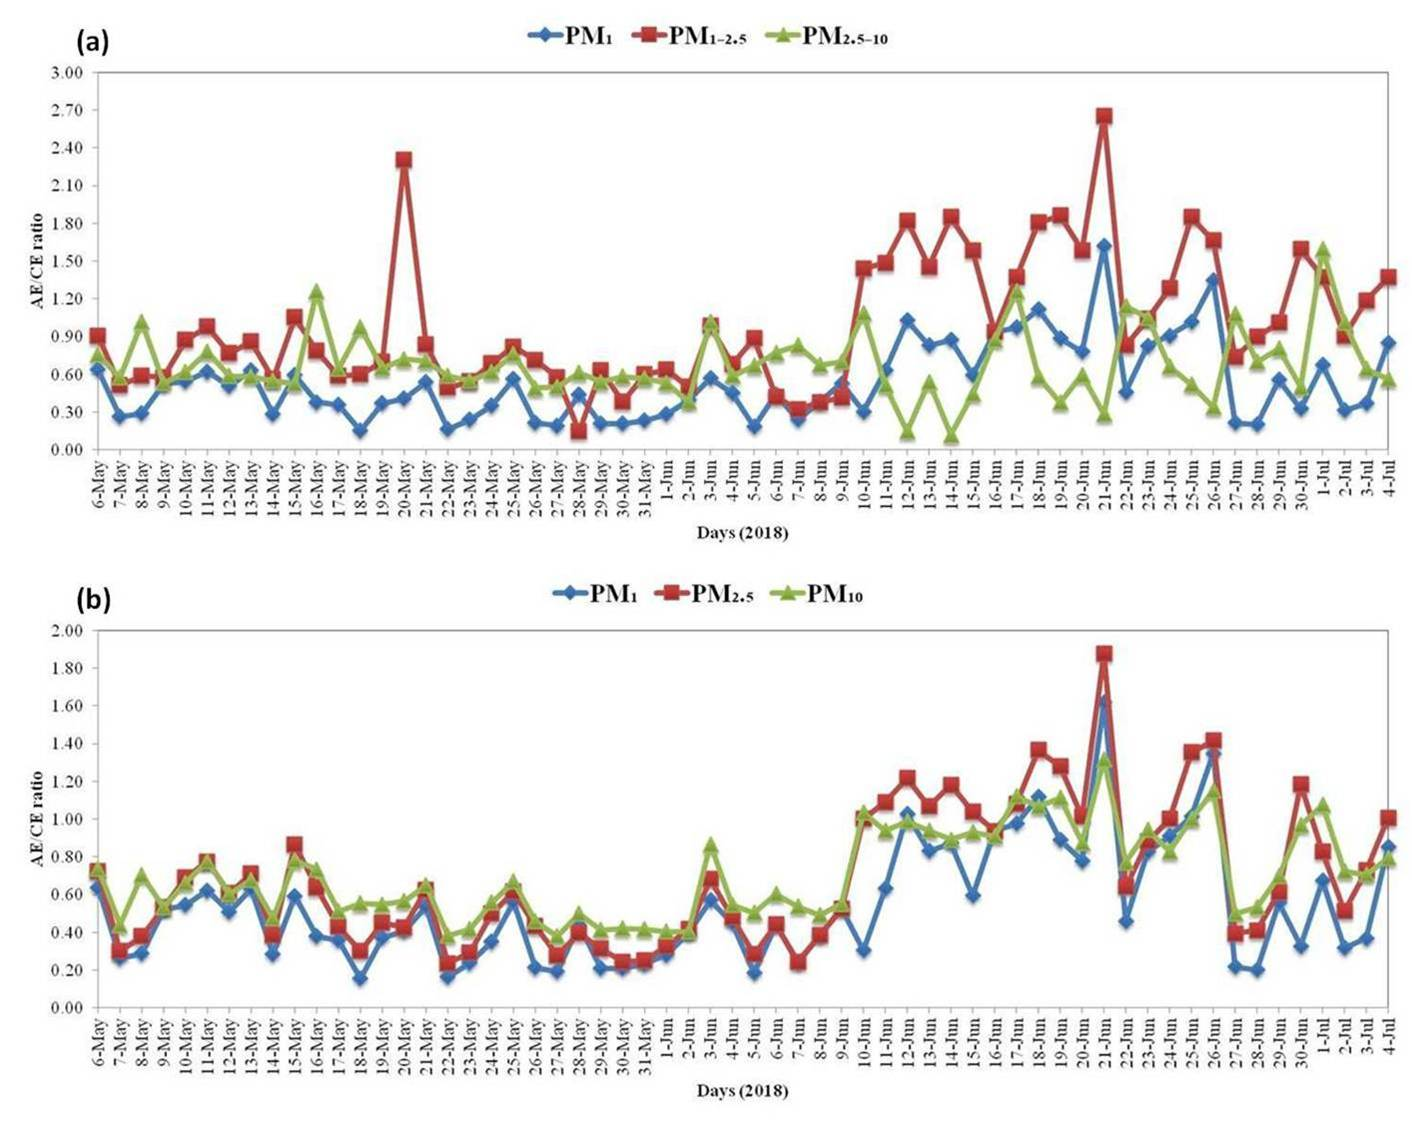 (a)
PM1 PM1-2.5 PM2.5-10
3.00
2.70
2.40
2.10
1.80
1.50
1.20
0.90
0.60
0.30
0.00
AE/CE ratio
6-May 7-May 8-May 9-May 10-May 11-May 12-May 13-May 14-May 15-May 16-May 17-May 18-May 19-May 20-May 21-May 22-May 23-May 24-May 25-May 26-May 27-May 28-May 29-May 30-May 31-May 1-Jun 2-Jun 3-Jun 4-Jun 5-Jun 6-Jun 7-Jun 8-Jun 9-Jun 10-Jun 11-Jun 12-Jun 13-Jun 14-Jun 15-Jun 16-Jun 17-Jun 18-Jun 19-Jun 20-Jun 21-Jun 22-Jun 23-Jun 24-Jun 25-Jun 26-Jun 27-Jun 28-Jun 29-Jun 30-Jun 1-Jul 2-Jul 3-Jul 4-Jul
Days (2018)
(b)
PM1 PM2.5 PM10
2.00
1.80
1.60
1.40
1.20
1.00
0.80
0.60
0.40
0.20
0.00
AE/CE ratio
6-May 7-May 8-May 9-May 10-May 11-May 12-May 13-May 14-May 15-May 16-May 17-May 18-May 19-May 20-May 21-May 22-May 23-May 24-May 25-May 26-May 27-May 28-May 29-May 30-May 31-May 1-Jun 2-Jun 3-Jun 4-Jun 5-Jun 6-Jun 7-Jun 8-Jun 9-Jun 10-Jun 11-Jun 12-Jun 13-Jun 14-Jun 15-Jun 16-Jun 17-Jun 18-Jun 19-Jun 20-Jun 21-Jun 22-Jun 23-Jun 24-Jun 25-Jun 26-Jun 27-Jun 28-Jun 29-Jun 30-Jun 1-Jul 2-Jul 3-Jul 4-Jul
Days (2018)